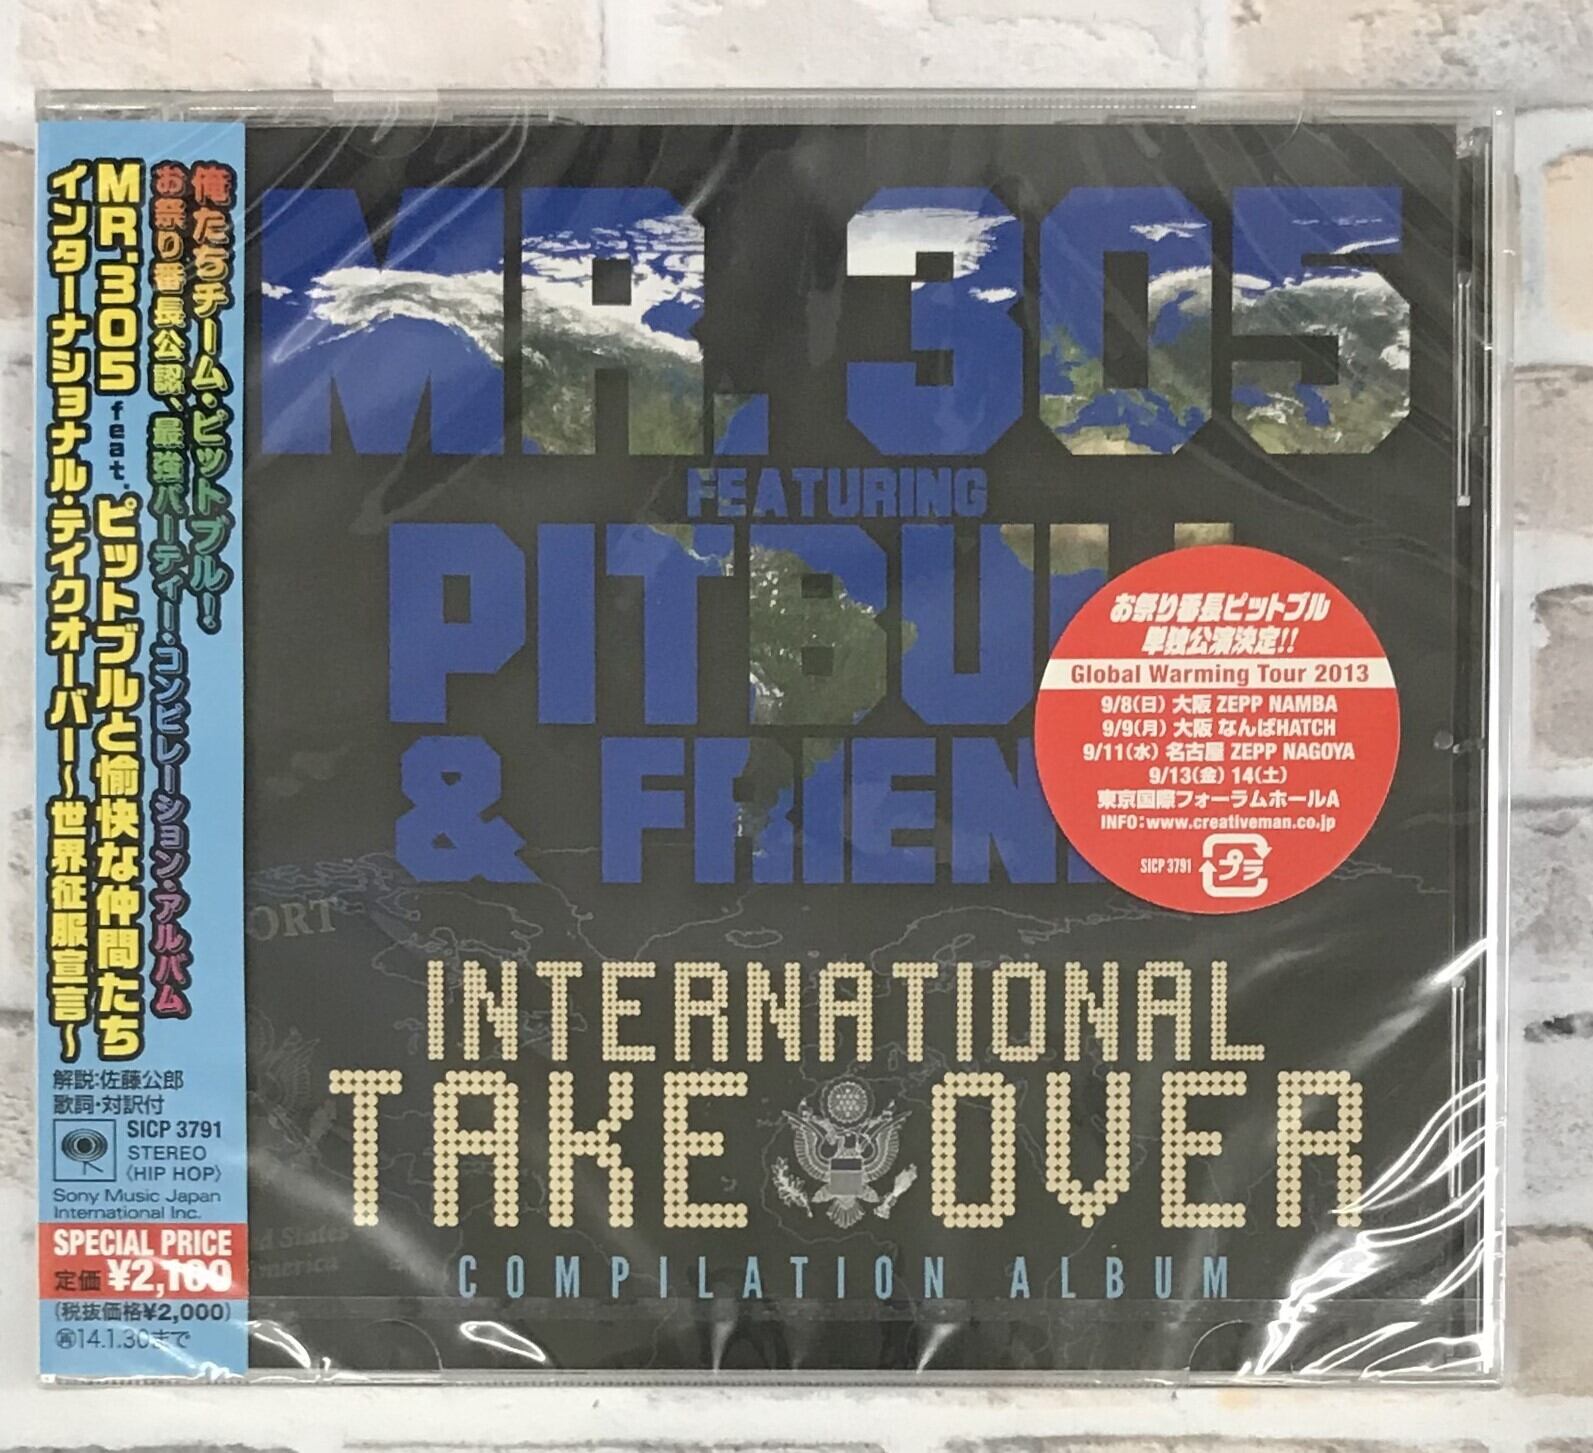 俺たちチーム・ピットブル!
お祭り番長公認、最強パーティー・コンピレーション・アルバム
MR.305 feat. ピットブルと愉快な仲間たち
インターナショナル・テイクオーバー〜世界征服宣言〜
解説:佐藤公郎
歌詞・対訳付
SICP 3791
STEREO
〈HIP HOP〉
Sony Music Japan
International Inc.
SPECIAL PRICE
定価 ¥2,100
(税抜価格¥2,000)
㋾14.1.30まで
MR. 305
FEATURING
PITBULL
& FRIEN
ORT
INTERNATIONAL
TAKE OVER
States
merica
COMPILATION ALBUM
お祭り番長ピットブル
単独公演決定!!
Global Warming Tour 2013
9/8(日) 大阪 ZEPP NAMBA
9/9(月) 大阪 なんばHATCH
9/11(水) 名古屋 ZEPP NAGOYA
9/13(金) 14(土)
東京国際フォーラムホールA
INFO:www.creativeman.co.jp
SICP 3791
プラ